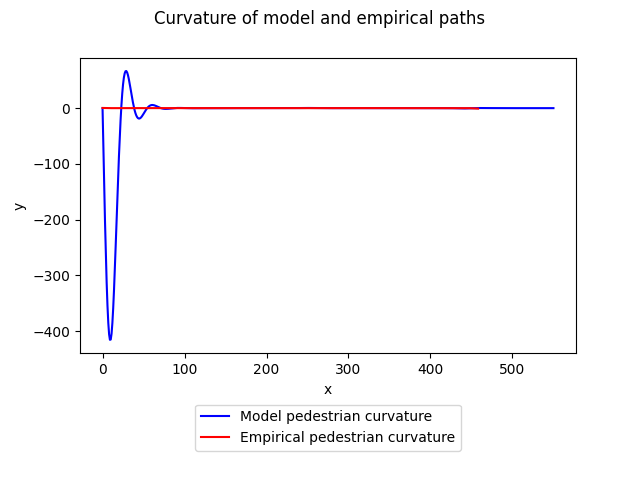 Curvature of model and empirical paths
y
0
−100
−200
−300
−400
0 100 200 300 400 500
x
Model pedestrian curvature
Empirical pedestrian curvature